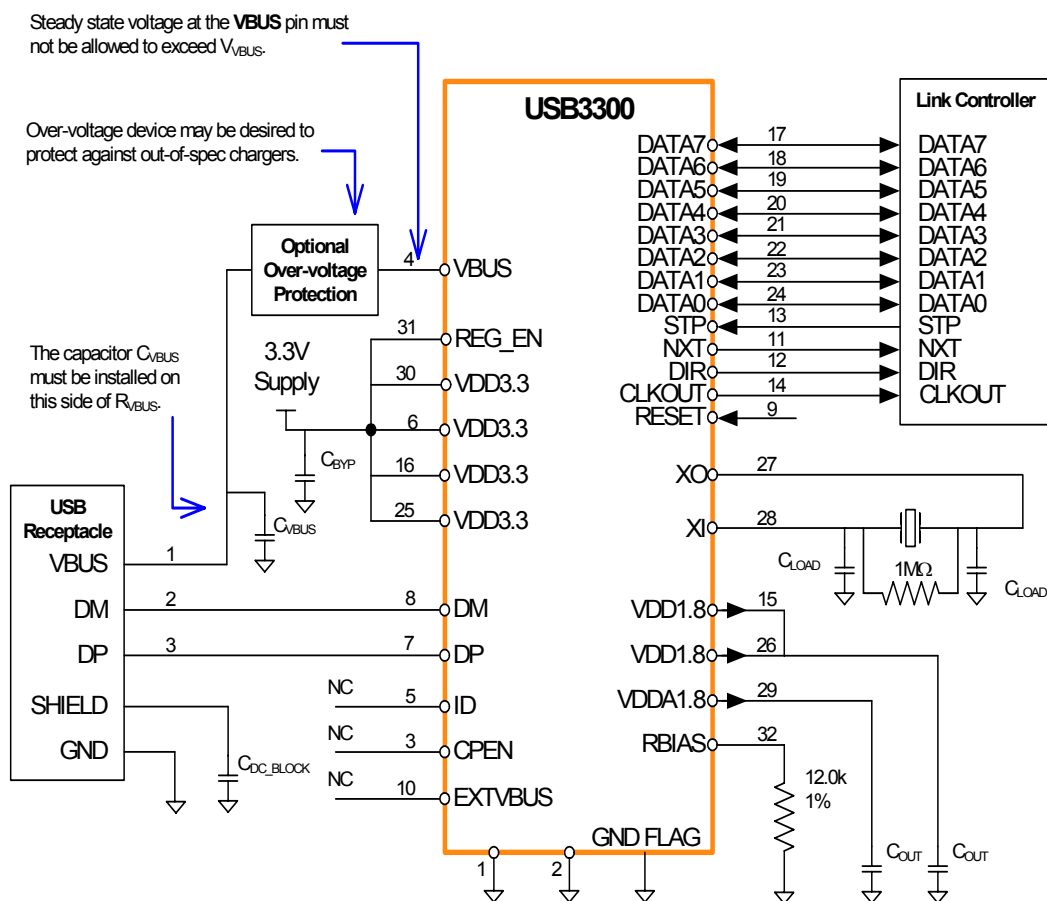 Steady state voltage at the VBUS pin must
not be allowed to exceed VVBUS.
Over-voltage device may be desired to
protect against out-of-spec chargers.
Optional
Over-voltage
Protection
The capacitor CVBUS
must be installed on
this side of RVBUS.
3.3V
Supply
CBYP
CVBUS
USB
Receptacle
VBUS 1
DM 2
DP 3
SHIELD
GND
CDC_BLOCK
USB3300
4 VBUS
31 REG_EN
30 VDD3.3
6 VDD3.3
16 VDD3.3
25 VDD3.3
8 DM
7 DP
NC 5 ID
NC 3 CPEN
NC 10 EXTVBUS
1
2
GND FLAG
Link Controller
DATA7 17 DATA7
DATA6 18 DATA6
DATA5 19 DATA5
DATA4 20 DATA4
DATA3 21 DATA3
DATA2 22 DATA2
DATA1 23 DATA1
DATA0 24 DATA0
STP 13 STP
NXT 11 NXT
DIR 12 DIR
CLKOUT 14 CLKOUT
RESET 9
XO 27
XI 28
CLOAD
1MΩ
CLOAD
VDD1.8 15
VDD1.8 26
VDDA1.8 29
RBIAS 32
12.0k
1%
COUT
COUT